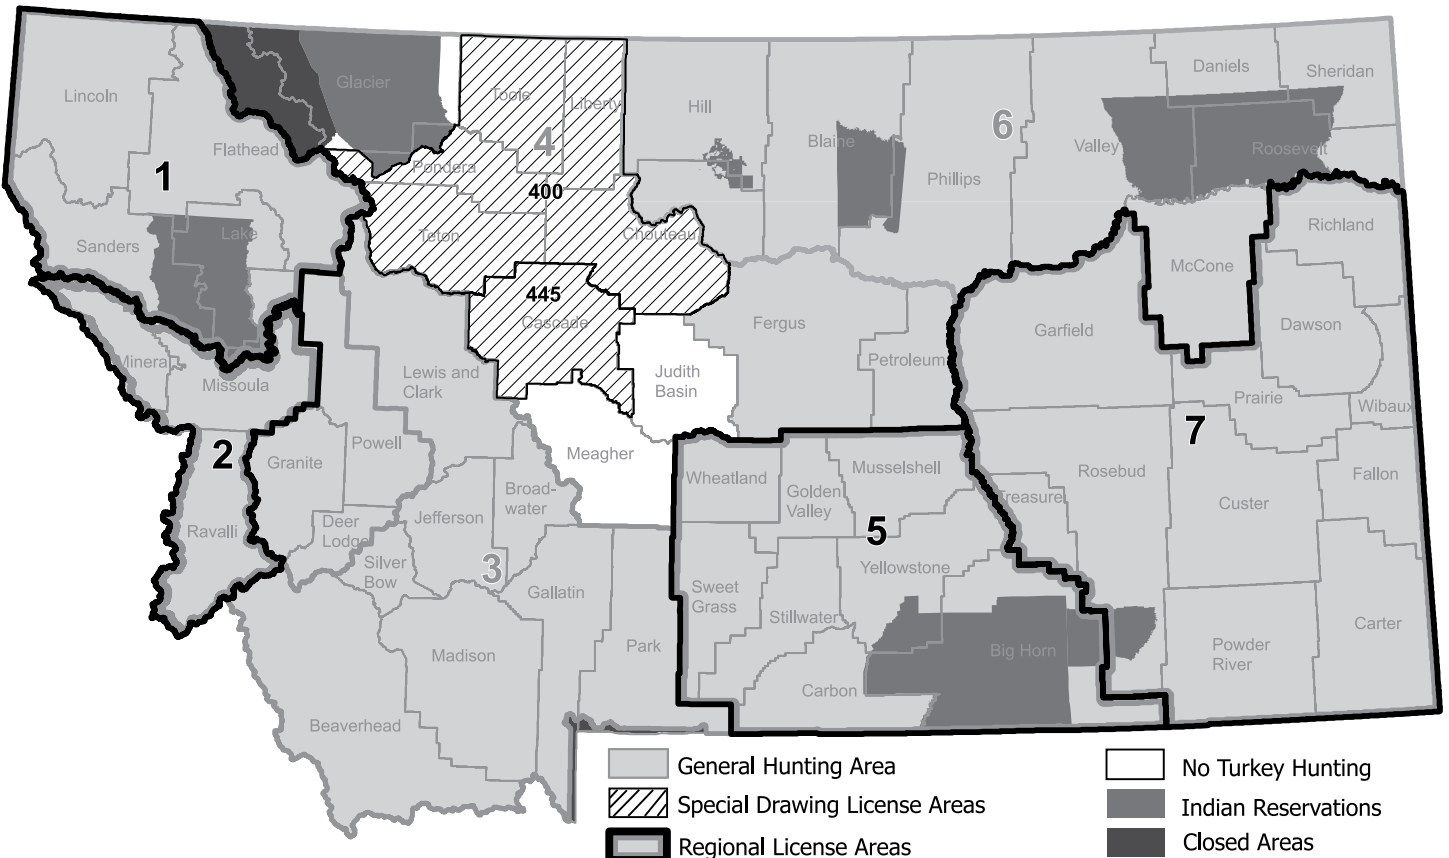 Lincoln
Glacier
Toole
Liberty
Hill
Daniels
Sheridan
Flathead
1
Pondera
4
400
Blaine
Phillips
6
Valley
Roosevelt
Sanders
Lake
Teton
Chouteau
Richland
McCone
445
Cascade
Fergus
Garfield
Dawson
Mineral
Missoula
Lewis and
Clark
Judith
Basin
Petroleum
Prairie
Wibaux
2
Granite
Powell
Meagher
7
Wheatland
Musselshell
Golden
Valley
Rosebud
Treasure
Custer
Fallon
Ravalli
Deer
Lodge
Jefferson
Broad-
water
5
Silver
Bow
3
Gallatin
Sweet
Grass
Stillwater
Yellowstone
Madison
Park
Big Horn
Powder
River
Carter
Beaverhead
Carbon
General Hunting Area
Special Drawing License Areas
Regional License Areas
No Turkey Hunting
Indian Reservations
Closed Areas